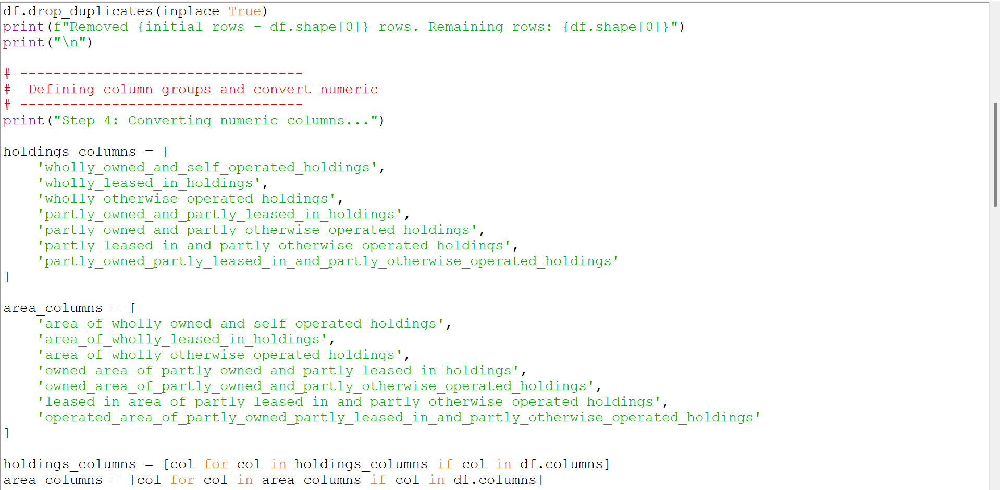 df.drop_duplicates(inplace=True)
print(f"Removed {initial_rows - df.shape[0]} rows. Remaining rows: {df.shape[0]}")
print("\n")
# ----------------------------------
#  Defining column groups and convert numeric
# ----------------------------------
print("Step 4: Converting numeric columns...")
holdings_columns = [
    'wholly_owned_and_self_operated_holdings',
    'wholly_leased_in_holdings',
    'wholly_otherwise_operated_holdings',
    'partly_owned_and_partly_leased_in_holdings',
    'partly_owned_and_partly_otherwise_operated_holdings',
    'partly_leased_in_and_partly_otherwise_operated_holdings',
    'partly_owned_partly_leased_in_and_partly_otherwise_operated_holdings'
]
area_columns = [
    'area_of_wholly_owned_and_self_operated_holdings',
    'area_of_wholly_leased_in_holdings',
    'area_of_wholly_otherwise_operated_holdings',
    'owned_area_of_partly_owned_and_partly_leased_in_holdings',
    'owned_area_of_partly_owned_and_partly_otherwise_operated_holdings',
    'leased_in_area_of_partly_leased_in_and_partly_otherwise_operated_holdings',
    'operated_area_of_partly_owned_partly_leased_in_and_partly_otherwise_operated_holdings'
]
holdings_columns = [col for col in holdings_columns if col in df.columns]
area_columns = [col for col in area_columns if col in df.columns]